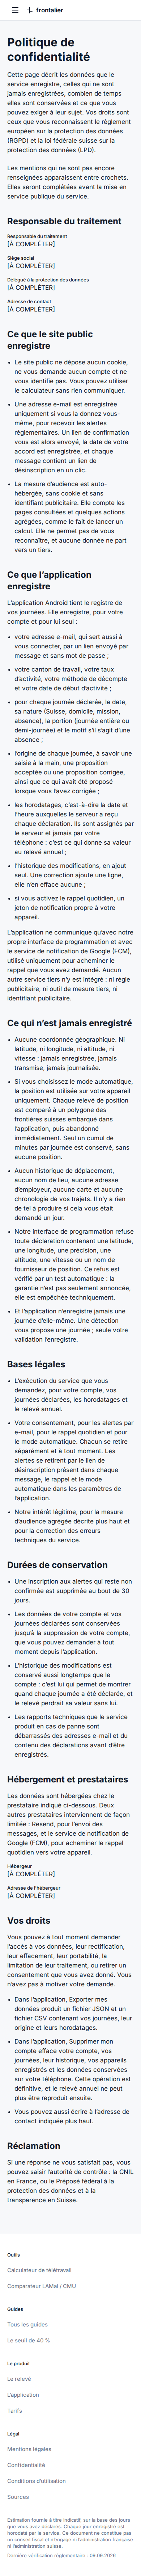 frontalier
Politique de
confidentialité
Cette page décrit les données que le
service enregistre, celles qui ne sont
jamais enregistrées, combien de temps
elles sont conservées et ce que vous
pouvez exiger à leur sujet. Vos droits sont
ceux que vous reconnaissent le règlement
européen sur la protection des données
(RGPD) et la loi fédérale suisse sur la
protection des données (LPD).
Les mentions qui ne sont pas encore
renseignées apparaissent entre crochets.
Elles seront complétées avant la mise en
service publique du service.
Responsable du traitement
Responsable du traitement
[À COMPLÉTER]
Siège social
[À COMPLÉTER]
Délégué à la protection des données
[À COMPLÉTER]
Adresse de contact
[À COMPLÉTER]
Ce que le site public
enregistre
• Le site public ne dépose aucun cookie,
ne vous demande aucun compte et ne
vous identifie pas. Vous pouvez utiliser
le calculateur sans rien communiquer.
• Une adresse e-mail est enregistrée
uniquement si vous la donnez vous-
même, pour recevoir les alertes
réglementaires. Un lien de confirmation
vous est alors envoyé, la date de votre
accord est enregistrée, et chaque
message contient un lien de
désinscription en un clic.
• La mesure d’audience est auto-
hébergée, sans cookie et sans
identifiant publicitaire. Elle compte les
pages consultées et quelques actions
agrégées, comme le fait de lancer un
calcul. Elle ne permet pas de vous
reconnaître, et aucune donnée ne part
vers un tiers.
Ce que l’application
enregistre
L’application Android tient le registre de
vos journées. Elle enregistre, pour votre
compte et pour lui seul :
• votre adresse e-mail, qui sert aussi à
vous connecter, par un lien envoyé par
message et sans mot de passe ;
• votre canton de travail, votre taux
d’activité, votre méthode de décompte
et votre date de début d’activité ;
• pour chaque journée déclarée, la date,
sa nature (Suisse, domicile, mission,
absence), la portion (journée entière ou
demi-journée) et le motif s’il s’agit d’une
absence ;
• l’origine de chaque journée, à savoir une
saisie à la main, une proposition
acceptée ou une proposition corrigée,
ainsi que ce qui avait été proposé
lorsque vous l’avez corrigée ;
• les horodatages, c’est-à-dire la date et
l’heure auxquelles le serveur a reçu
chaque déclaration. Ils sont assignés par
le serveur et jamais par votre
téléphone : c’est ce qui donne sa valeur
au relevé annuel ;
• l’historique des modifications, en ajout
seul. Une correction ajoute une ligne,
elle n’en efface aucune ;
• si vous activez le rappel quotidien, un
jeton de notification propre à votre
appareil.
L’application ne communique qu’avec notre
propre interface de programmation et avec
le service de notification de Google (FCM),
utilisé uniquement pour acheminer le
rappel que vous avez demandé. Aucun
autre service tiers n’y est intégré : ni régie
publicitaire, ni outil de mesure tiers, ni
identifiant publicitaire.
Ce qui n’est jamais enregistré
• Aucune coordonnée géographique. Ni
latitude, ni longitude, ni altitude, ni
vitesse : jamais enregistrée, jamais
transmise, jamais journalisée.
• Si vous choisissez le mode automatique,
la position est utilisée sur votre appareil
uniquement. Chaque relevé de position
est comparé à un polygone des
frontières suisses embarqué dans
l’application, puis abandonné
immédiatement. Seul un cumul de
minutes par journée est conservé, sans
aucune position.
• Aucun historique de déplacement,
aucun nom de lieu, aucune adresse
d’employeur, aucune carte et aucune
chronologie de vos trajets. Il n’y a rien
de tel à produire si cela vous était
demandé un jour.
• Notre interface de programmation refuse
toute déclaration contenant une latitude,
une longitude, une précision, une
altitude, une vitesse ou un nom de
fournisseur de position. Ce refus est
vérifié par un test automatique : la
garantie n’est pas seulement annoncée,
elle est empêchée techniquement.
• Et l’application n’enregistre jamais une
journée d’elle-même. Une détection
vous propose une journée ; seule votre
validation l’enregistre.
Bases légales
• L’exécution du service que vous
demandez, pour votre compte, vos
journées déclarées, les horodatages et
le relevé annuel.
• Votre consentement, pour les alertes par
e-mail, pour le rappel quotidien et pour
le mode automatique. Chacun se retire
séparément et à tout moment. Les
alertes se retirent par le lien de
désinscription présent dans chaque
message, le rappel et le mode
automatique dans les paramètres de
l’application.
• Notre intérêt légitime, pour la mesure
d’audience agrégée décrite plus haut et
pour la correction des erreurs
techniques du service.
Durées de conservation
• Une inscription aux alertes qui reste non
confirmée est supprimée au bout de 30
jours.
• Les données de votre compte et vos
journées déclarées sont conservées
jusqu’à la suppression de votre compte,
que vous pouvez demander à tout
moment depuis l’application.
• L’historique des modifications est
conservé aussi longtemps que le
compte : c’est lui qui permet de montrer
quand chaque journée a été déclarée, et
le relevé perdrait sa valeur sans lui.
• Les rapports techniques que le service
produit en cas de panne sont
débarrassés des adresses e-mail et du
contenu des déclarations avant d’être
enregistrés.
Hébergement et prestataires
Les données sont hébergées chez le
prestataire indiqué ci-dessous. Deux
autres prestataires interviennent de façon
limitée : Resend, pour l’envoi des
messages, et le service de notification de
Google (FCM), pour acheminer le rappel
quotidien vers votre appareil.
Hébergeur
[À COMPLÉTER]
Adresse de l’hébergeur
[À COMPLÉTER]
Vos droits
Vous pouvez à tout moment demander
l’accès à vos données, leur rectification,
leur effacement, leur portabilité, la
limitation de leur traitement, ou retirer un
consentement que vous avez donné. Vous
n’avez pas à motiver votre demande.
• Dans l’application, Exporter mes
données produit un fichier JSON et un
fichier CSV contenant vos journées, leur
origine et leurs horodatages.
• Dans l’application, Supprimer mon
compte efface votre compte, vos
journées, leur historique, vos appareils
enregistrés et les données conservées
sur votre téléphone. Cette opération est
définitive, et le relevé annuel ne peut
plus être reproduit ensuite.
• Vous pouvez aussi écrire à l’adresse de
contact indiquée plus haut.
Réclamation
Si une réponse ne vous satisfait pas, vous
pouvez saisir l’autorité de contrôle : la CNIL
en France, ou le Préposé fédéral à la
protection des données et à la
transparence en Suisse.
Outils
Calculateur de télétravail
Comparateur LAMal / CMU
Guides
Tous les guides
Le seuil de 40 %
Le produit
Le relevé
L’application
Tarifs
Légal
Mentions légales
Confidentialité
Conditions d’utilisation
Sources
Estimation fournie à titre indicatif, sur la base des jours
que vous avez déclarés. Chaque jour enregistré est
horodaté par le service. Ce document ne constitue pas
un conseil fiscal et n’engage ni l’administration française
ni l’administration suisse.
Dernière vérification réglementaire : 09.09.2026